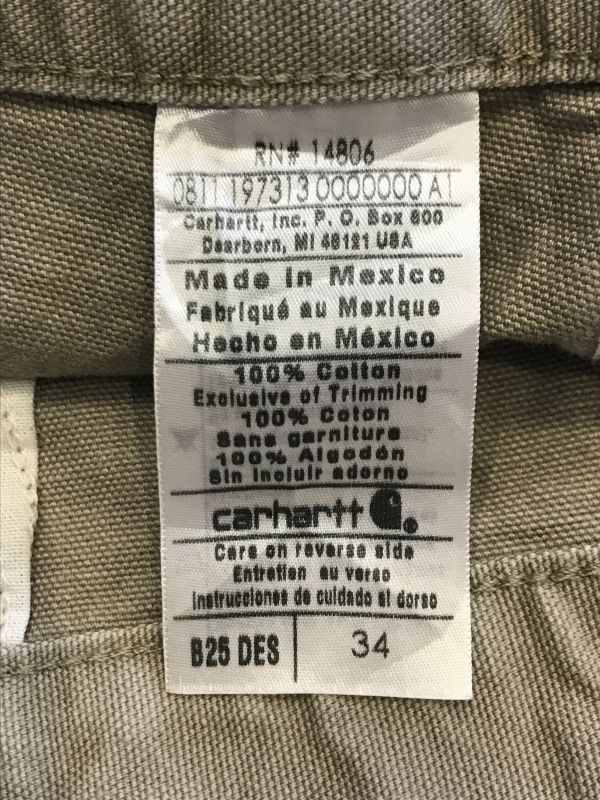 RN# 14806
0811 197313 0000000 A1
Carhartt, Inc. P. O. Box 600
Dearborn, MI 48121 USA
Made in Mexico
Fabriqué au Mexique
Hecho en México
100% Cotton
Exclusive of Trimming
100% Coton
Sans garniture
100% Algodón
Sin incluir adorno
carhartt ®
Care on reverse side
Entretien au verso
Instrucciones de cuidado al dorso
B25 DES 34